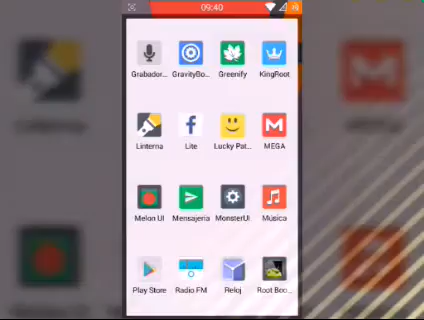 09:40
Grabador... GravityBo... Greenify KingRoot
Linterna Lite Lucky Pat... MEGA
Melon UI Mensajería MonsterUI Música
Play Store Radio FM Reloj Root Boo...
Linterna